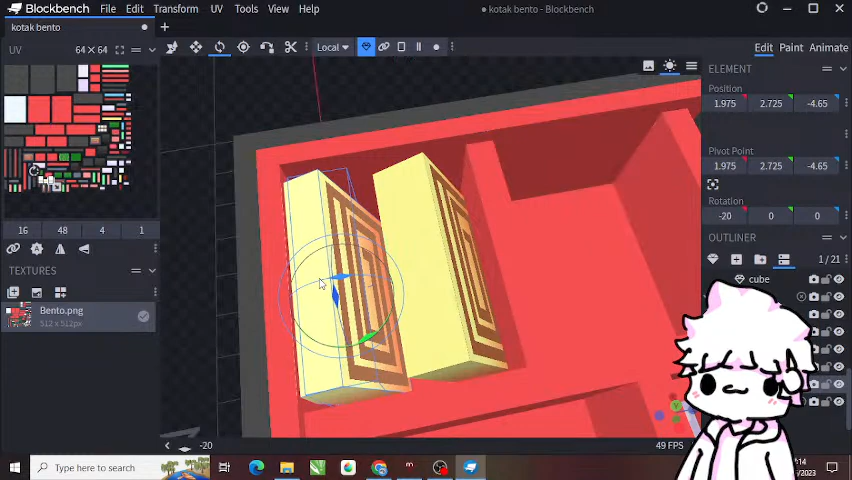 Blockbench File Edit Transform UV Tools View Help
kotak bento - Blockbench
kotak bento
Local
Edit Paint Animate
UV 64 × 64
ELEMENT
Position
1.975 2.725 -4.65
Pivot Point
1.975 2.725 -4.65
Rotation
-20 0 0
16 48 4 1
OUTLINER
1 / 21
TEXTURES
cube
Bento.png
512 x 512px
Y
-20
49 FPS
Type here to search